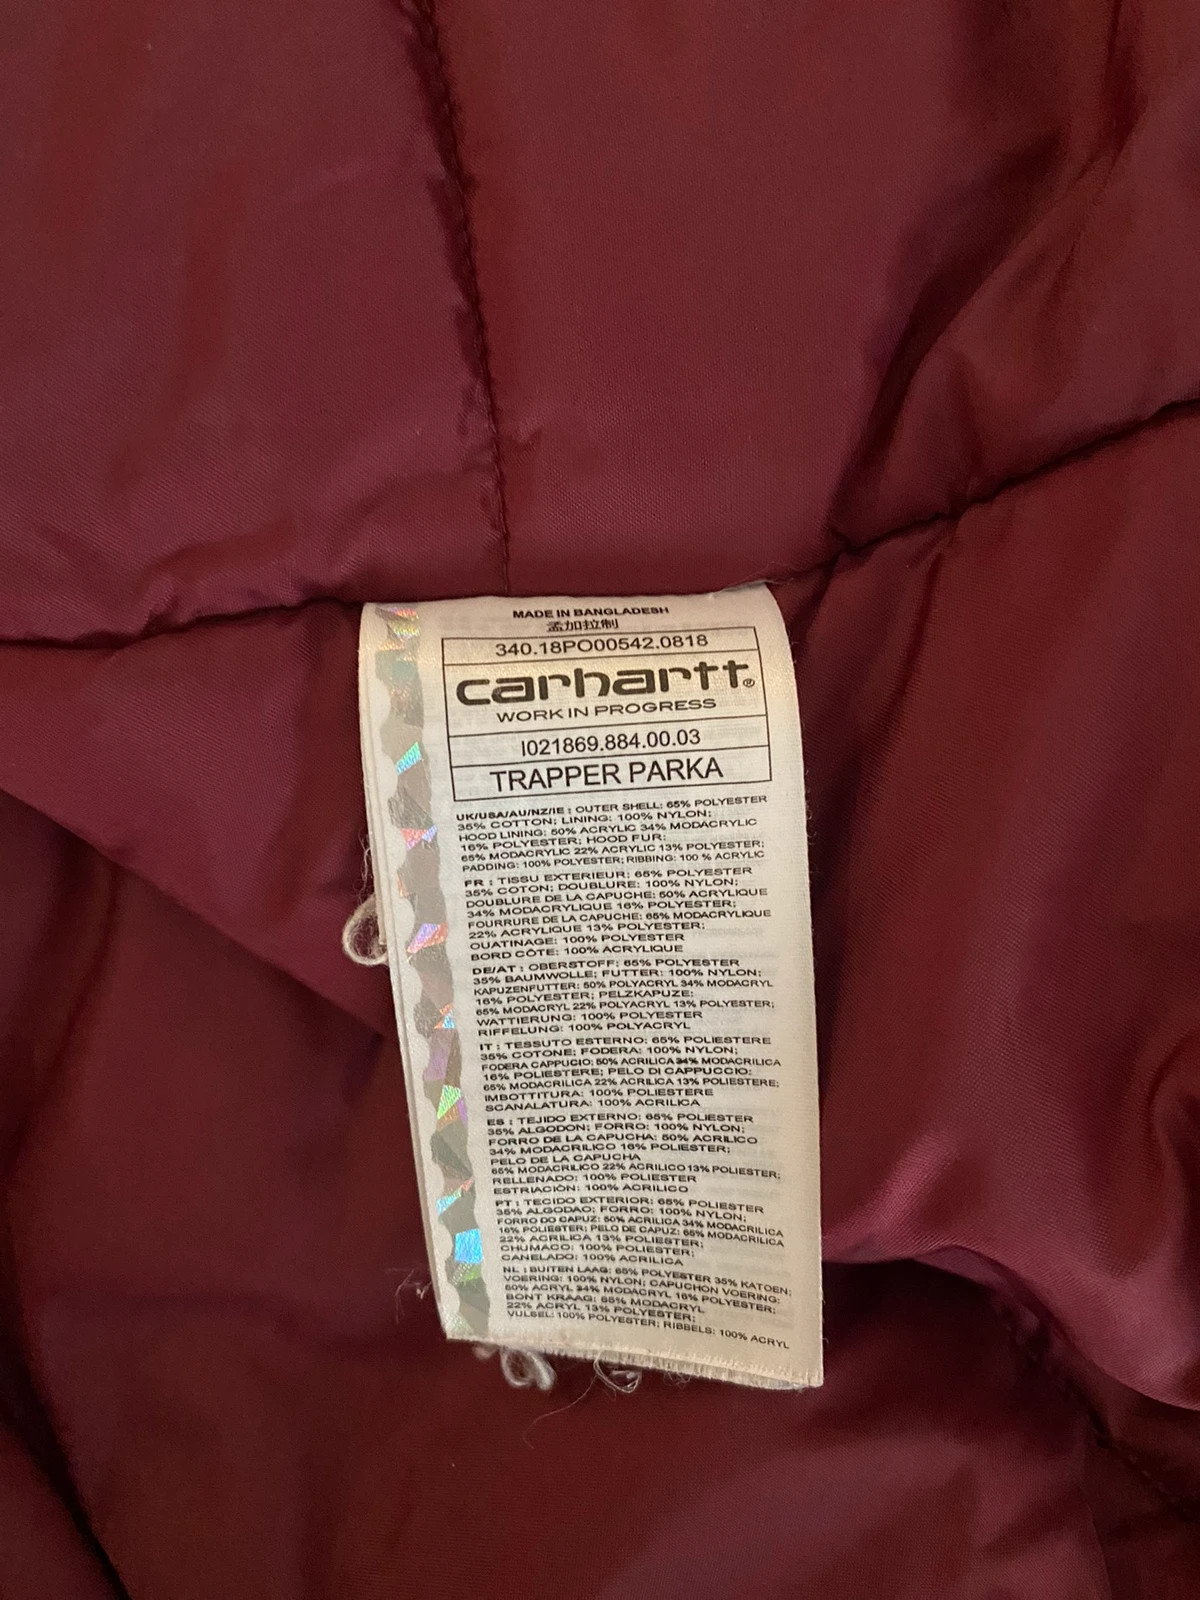 MADE IN BANGLADESH
孟加拉制
340.18PO00542.0818
carhartt®
WORK IN PROGRESS
I021869.884.00.03
TRAPPER PARKA
UK/USA/AU/NZ/IE : OUTER SHELL: 65% POLYESTER
35% COTTON; LINING: 100% NYLON;
HOOD LINING: 50% ACRYLIC 34% MODACRYLIC
16% POLYESTER; HOOD FUR:
65% MODACRYLIC 22% ACRYLIC 13% POLYESTER;
PADDING: 100% POLYESTER; RIBBING: 100 % ACRYLIC
FR : TISSU EXTERIEUR: 65% POLYESTER
35% COTON; DOUBLURE: 100% NYLON;
DOUBLURE DE LA CAPUCHE: 50% ACRYLIQUE
34% MODACRYLIQUE 16% POLYESTER;
FOURRURE DE LA CAPUCHE: 65% MODACRYLIQUE
22% ACRYLIQUE 13% POLYESTER;
OUATINAGE: 100% POLYESTER
BORD CÔTE: 100% ACRYLIQUE
DE/AT : OBERSTOFF: 65% POLYESTER
35% BAUMWOLLE; FUTTER: 100% NYLON;
KAPUZENFUTTER: 50% POLYACRYL 34% MODACRYL
16% POLYESTER; PELZKAPUZE:
65% MODACRYL 22% POLYACRYL 13% POLYESTER;
WATTIERUNG: 100% POLYESTER
RIFFELUNG: 100% POLYACRYL
IT : TESSUTO ESTERNO: 65% POLIESTERE
35% COTONE; FODERA: 100% NYLON;
FODERA CAPPUCIO: 50% ACRILICA 34% MODACRILICA
16% POLIESTERE; PELO DI CAPPUCCIO:
65% MODACRILICA 22% ACRILICA 13% POLIESTERE;
IMBOTTITURA: 100% POLIESTERE
SCANALATURA: 100% ACRILICA
ES : TEJIDO EXTERNO: 65% POLIESTER
35% ALGODON; FORRO: 100% NYLON;
FORRO DE LA CAPUCHA: 50% ACRILICO
34% MODACRILICO 16% POLIESTER;
PELO DE LA CAPUCHA
65% MODACRILICO 22% ACRILICO 13% POLIESTER;
RELLENADO: 100% POLIESTER
ESTRIACIÓN: 100% ACRILICO
PT : TECIDO EXTERIOR: 65% POLIESTER
35% ALGODAO; FORRO: 100% NYLON;
FORRO DO CAPUZ: 50% ACRILICA 34% MODACRILICA
16% POLIESTER; PELO DE CAPUZ: 65% MODACRILICA
22% ACRILICA 13% POLIESTER;
CHUMACO: 100% POLIESTER;
CANELADO: 100% ACRILICA
NL : BUITEN LAAG: 65% POLYESTER 35% KATOEN;
VOERING: 100% NYLON; CAPUCHON VOERING:
50% ACRYL 34% MODACRYL 16% POLYESTER;
BONT KRAAG: 65% MODACRYL
22% ACRYL 13% POLYESTER;
VULSEL: 100% POLYESTER; RIBBELS: 100% ACRYL